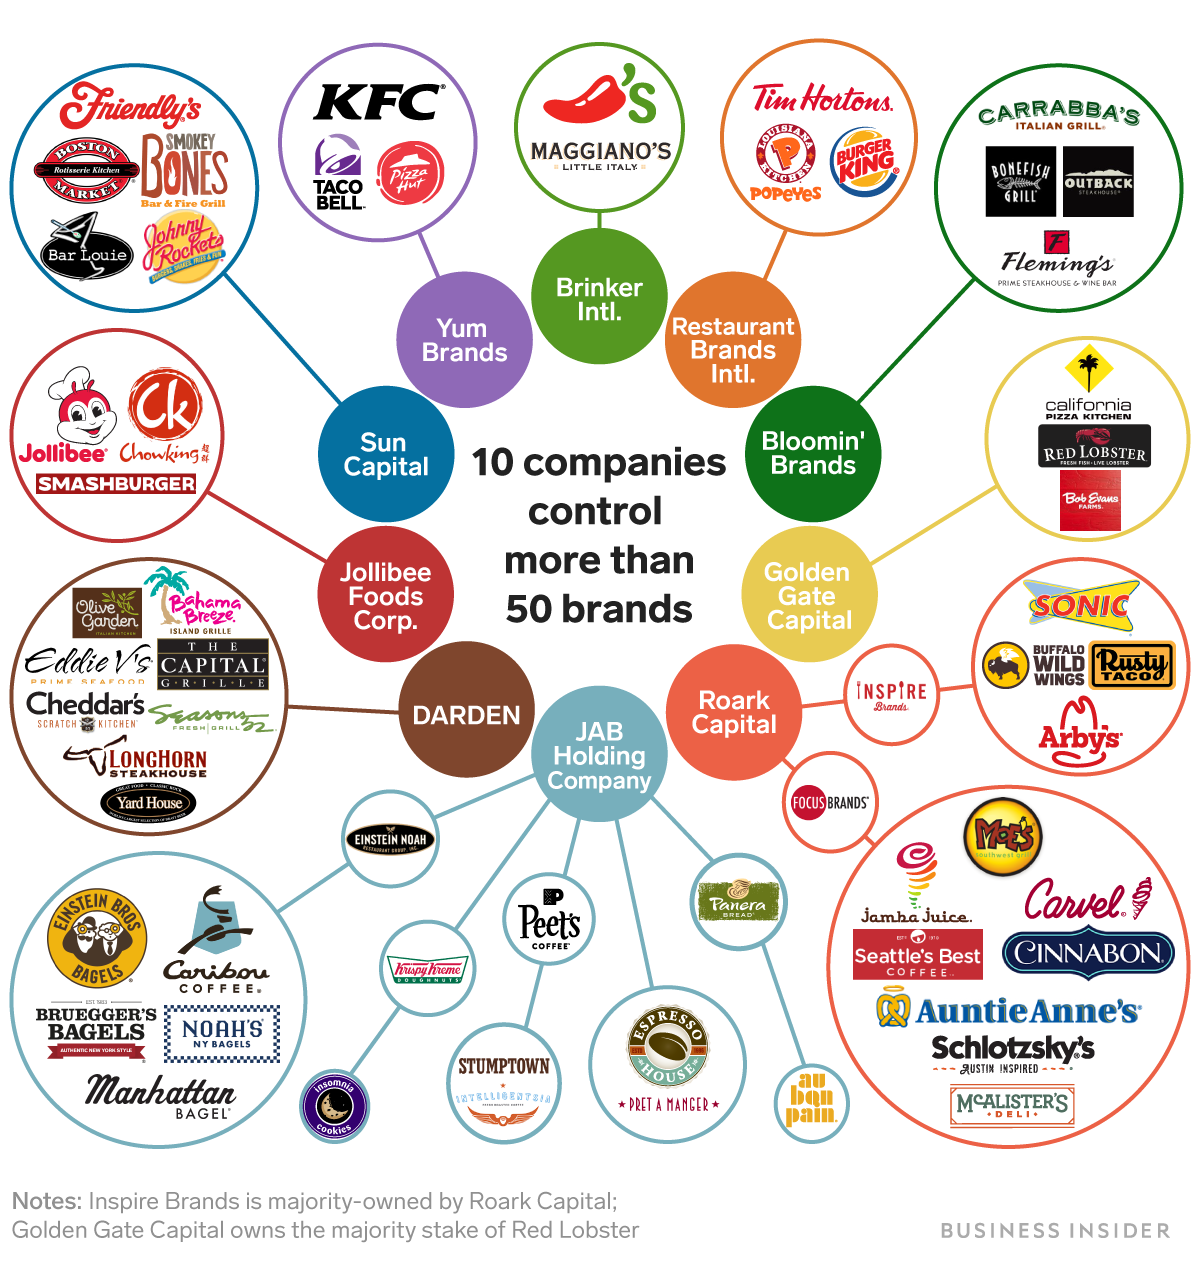 Friendly's
BOSTON
Rotisserie Kitchen
MARKET
SMOKEY
BONES
Bar & Fire Grill
Bar Louie
Johnny
Rockets
KFC
TACO
BELL
Pizza
Hut
'S
MAGGIANO'S
LITTLE ITALY
Tim Hortons.
LOUISIANA
KITCHEN
POPEYES
BURGER
KING
CARRABBA'S
ITALIAN GRILL
BONEFISH
GRILL
OUTBACK
STEAKHOUSE
F
Fleming's
PRIME STEAKHOUSE & WINE BAR
Yum
Brands
Brinker
Intl.
Restaurant
Brands
Intl.
Sun
Capital
Bloomin'
Brands
10 companies
control
more than
50 brands
Jollibee
Ck
Chowking
SMASHBURGER
california
PIZZA KITCHEN
RED LOBSTER
FRESH FISH • LIVE LOBSTER
Bob Evans
FARMS
Jollibee
Foods
Corp.
Golden
Gate
Capital
Olive
Garden
ITALIAN KITCHEN
Bahama
Breeze
ISLAND GRILLE
Eddie V's
PRIME SEAFOOD
THE
CAPITAL
GRILLE
Cheddar's
SCRATCH KITCHEN
Seasons 52
FRESH GRILL
LONGHORN
STEAKHOUSE
Yard House
DARDEN
JAB
Holding
Company
Roark
Capital
INSPIRE
Brands
SONIC
BUFFALO
WILD
WINGS
Rusty
TACO
Arby's
FOCUS BRANDS
EINSTEIN NOAH
RESTAURANT GROUP, INC.
EINSTEIN BROS
BAGELS
Caribou
COFFEE
EST. 1983
BRUEGGER'S
BAGELS
AUTHENTIC NEW YORK STYLE
NOAH'S
NY BAGELS
Manhattan
BAGEL
Krispy Kreme
DOUGHNUTS
insomnia
cookies
P
Peet's
COFFEE
STUMPTOWN
INTELLIGENTSIA
ESPRESSO
HOUSE
PRET A MANGER
Panera
BREAD
au
bon
pain.
MOE'S
southwest grill
jamba juice.
Carvel
Seattle's Best
COFFEE
CINNABON
Auntie Anne's
Schlotzsky's
AUSTIN INSPIRED
McALISTER'S
DELI
Notes: Inspire Brands is majority-owned by Roark Capital;
Golden Gate Capital owns the majority stake of Red Lobster
BUSINESS INSIDER